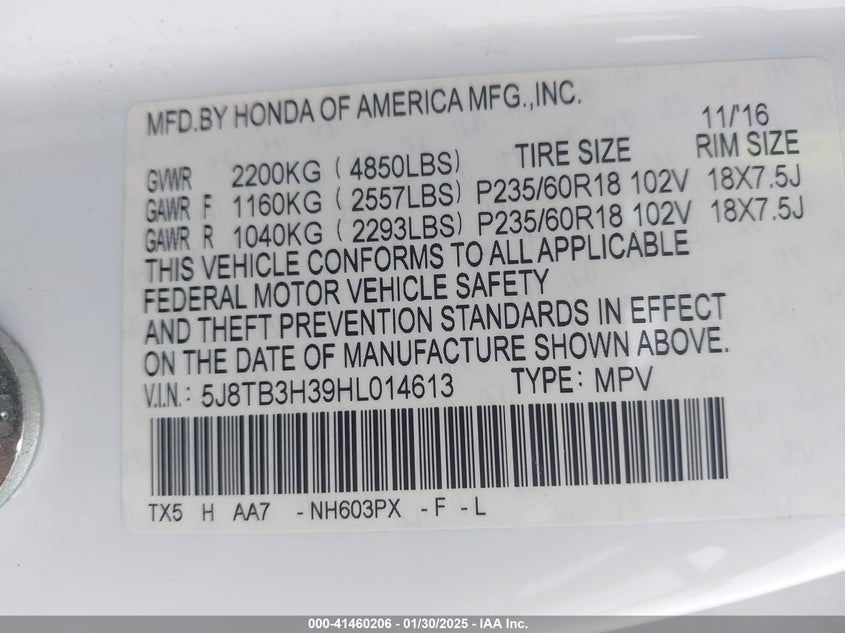 MFD.BY HONDA OF AMERICA MFG.,INC. 11/'16
TIRE SIZE RIM SIZE
GVWR 2200KG ( 4850LBS)
GAWR F 1160KG ( 2557LBS) P235/60R18 102V 18X7.5J
GAWR R 1040KG ( 2293LBS) P235/60R18 102V 18X7.5J
THIS VEHICLE CONFORMS TO ALL APPLICABLE
FEDERAL MOTOR VEHICLE SAFETY
AND THEFT PREVENTION STANDARDS IN EFFECT
ON THE DATE OF MANUFACTURE SHOWN ABOVE.
V.I.N.: 5J8TB3H39HL014613 TYPE: MPV
TX5 H AA7 -NH603PX -F -L
000-41460206 - 01/30/2025 - IAA Inc.